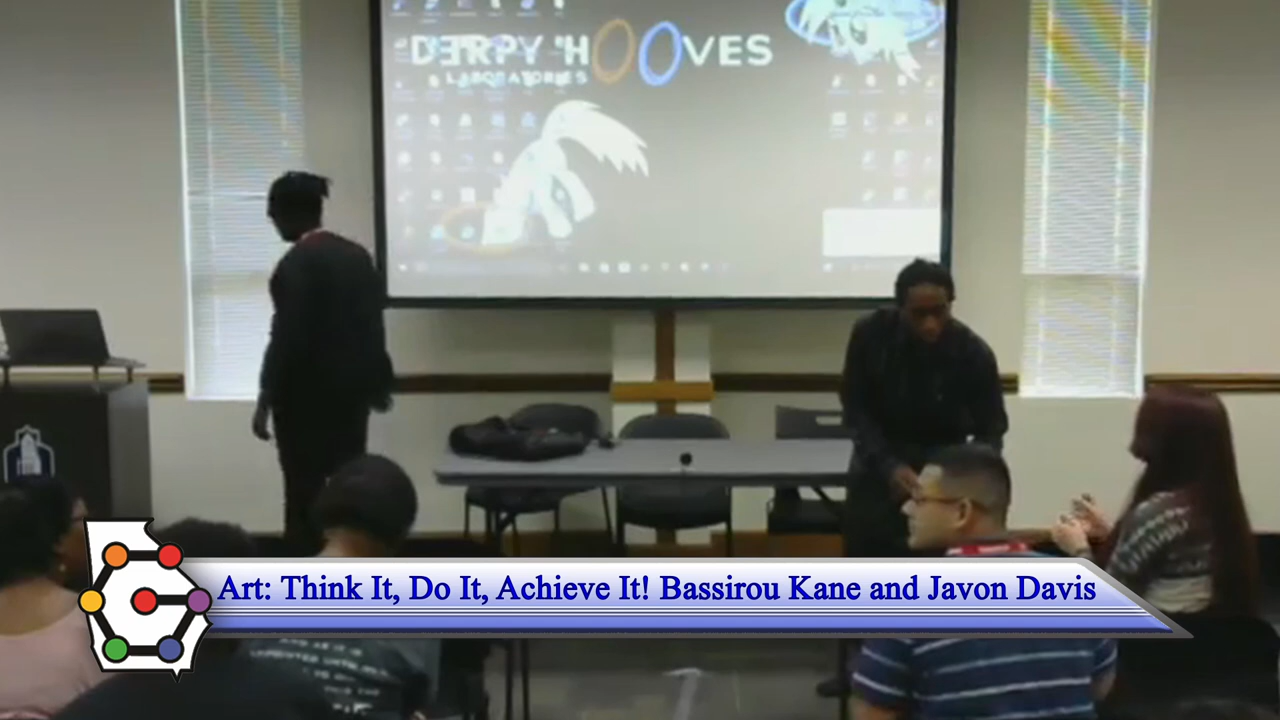 DERPY HOOVES
LABORATORIES
Art: Think It, Do It, Achieve It! Bassirou Kane and Javon Davis